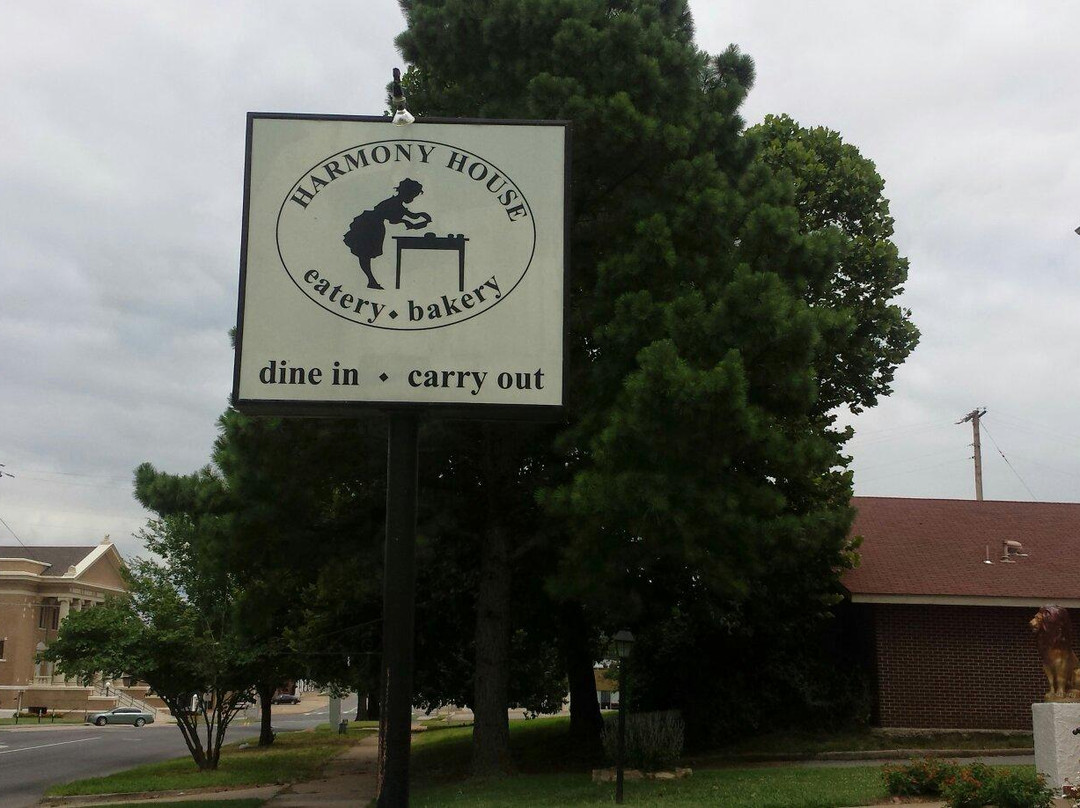 HARMONY HOUSE
eatery ◆ bakery
dine in ◆ carry out